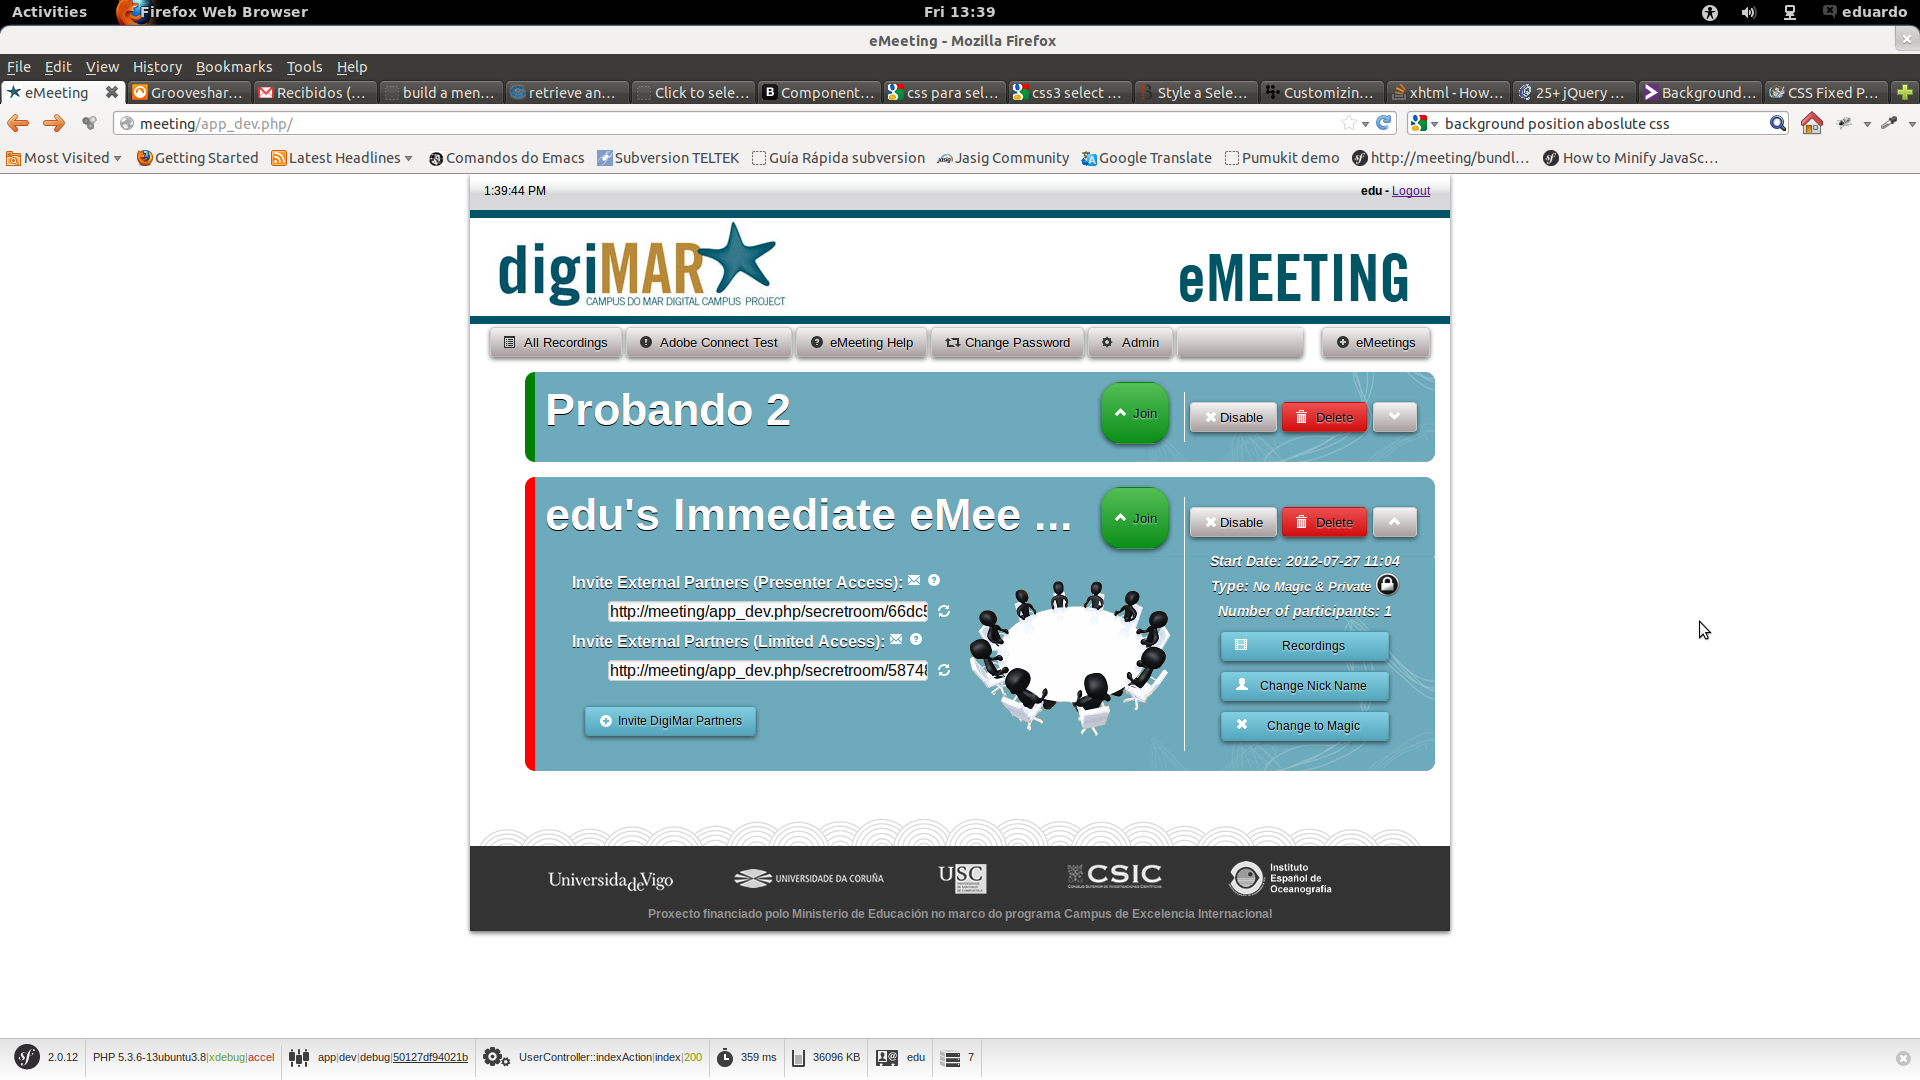 Activities Firefox Web Browser Fri 13:39 eduardo
eMeeting - Mozilla Firefox
File Edit View History Bookmarks Tools Help
eMeeting Grooveshar... Recibidos (... build a men... retrieve an... Click to sele... Component... css para sel... css3 select ... Style a Sele... Customizin... xhtml - How... 25+ jQuery ... Background... CSS Fixed P...
meeting/app_dev.php/ background position aboslute css
Most Visited Getting Started Latest Headlines Comandos do Emacs Subversion TELTEK Guía Rápida subversion Jasig Community Google Translate Pumukit demo http://meeting/bundl... How to Minify JavaSc...
1:39:44 PM edu - Logout
digiMAR
CAMPUS DO MAR DIGITAL CAMPUS PROJECT
eMEETING
All Recordings Adobe Connect Test eMeeting Help Change Password Admin eMeetings
Probando 2 Join Disable Delete
edu's Immediate eMee ... Join Disable Delete
Start Date: 2012-07-27 11:04
Type: No Magic & Private
Number of participants: 1
Invite External Partners (Presenter Access):
http://meeting/app_dev.php/secretroom/66dc5
Invite External Partners (Limited Access):
http://meeting/app_dev.php/secretroom/58748
Invite DigiMar Partners
Recordings
Change Nick Name
Change to Magic
UniversidadeVigo UNIVERSIDADE DA CORUÑA USC CSIC Instituto
Español de
Oceanografía
Proxecto financiado polo Ministerio de Educación no marco do programa Campus de Excelencia Internacional
2.0.12 PHP 5.3.6-13ubuntu3.8|xdebug|accel app|dev|debug|50127df94021b UserController::indexAction|index|200 359 ms 36096 KB edu 7